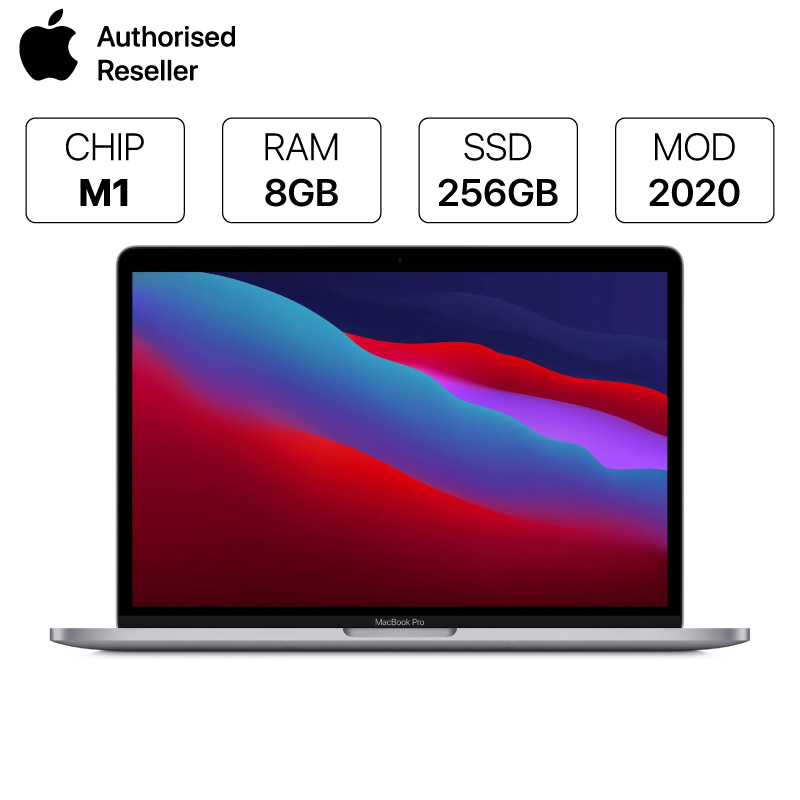 Authorised
Reseller
CHIP
M1
RAM
8GB
SSD
256GB
MOD
2020
MacBook Pro